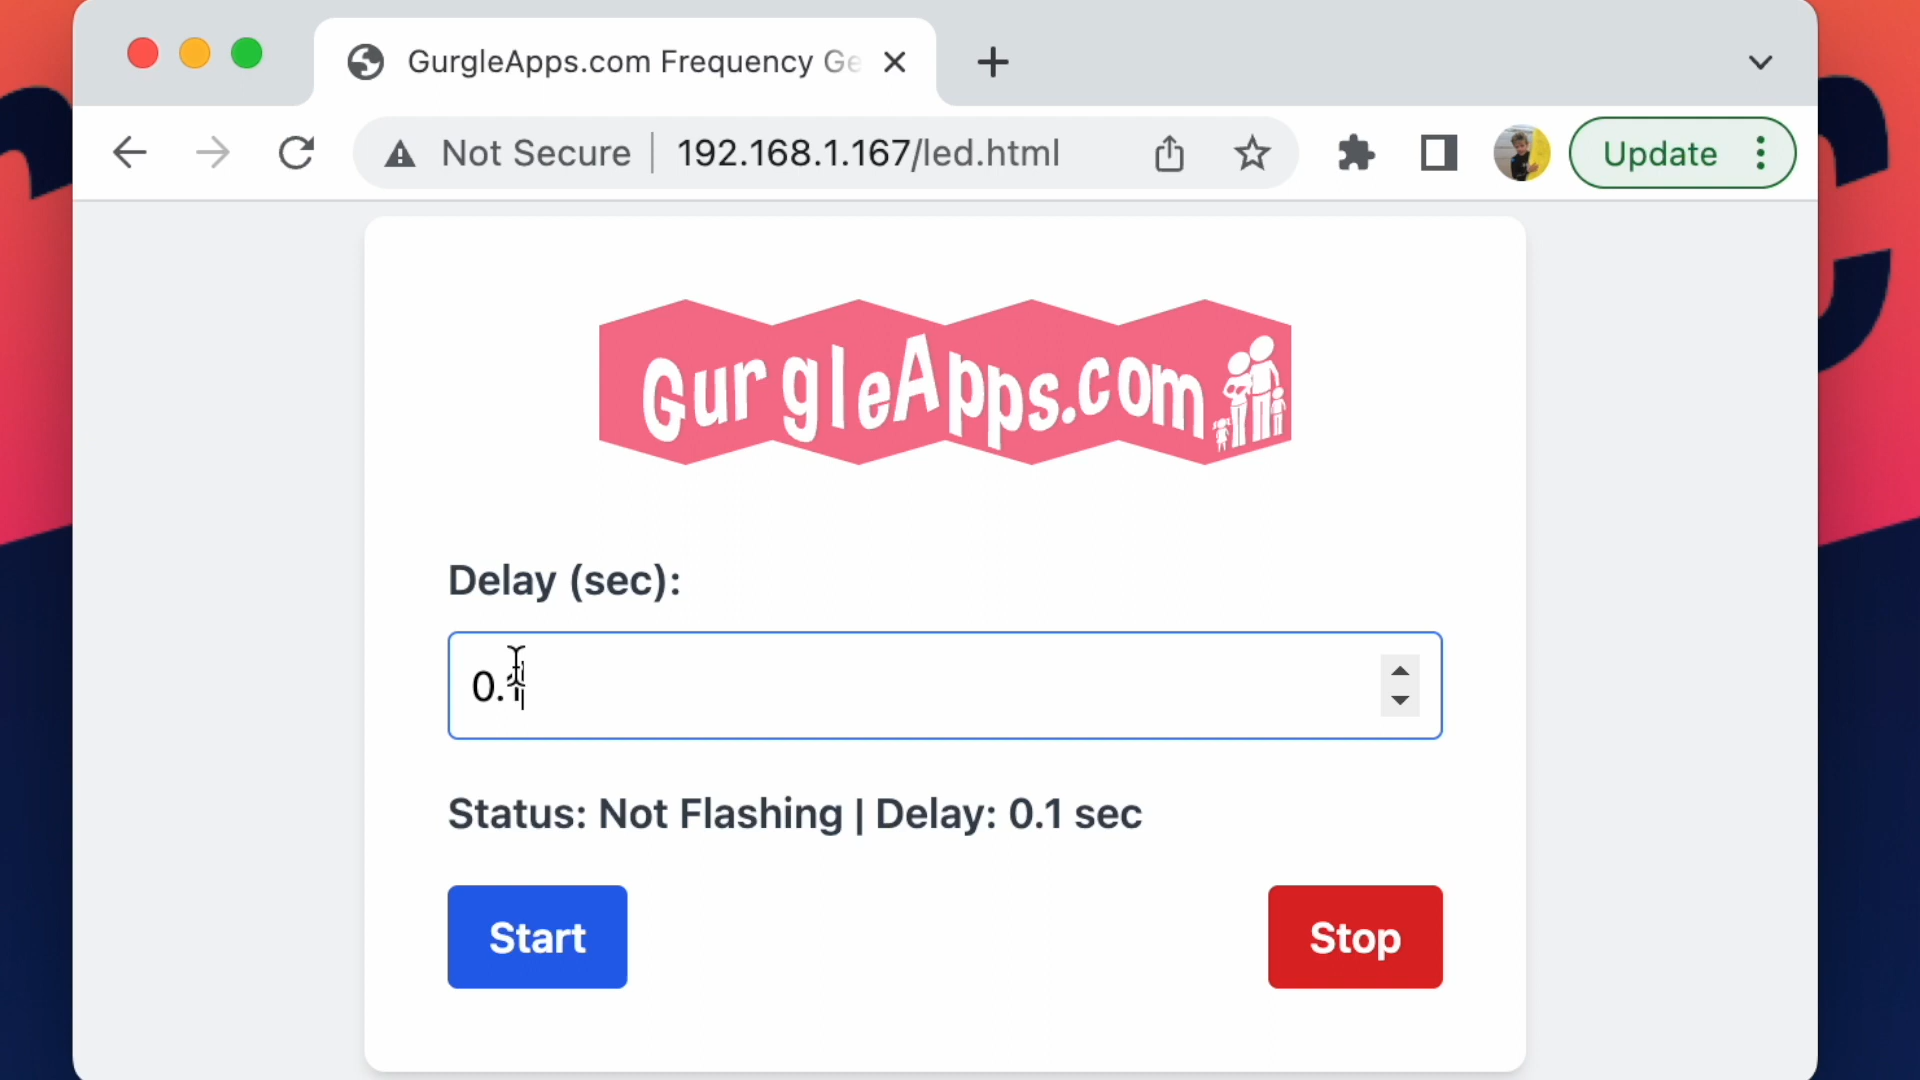 GurgleApps.com Frequency Ge
Not Secure | 192.168.1.167/led.html
Update
GurgleApps.com
Delay (sec):
0.1
Status: Not Flashing | Delay: 0.1 sec
Start
Stop